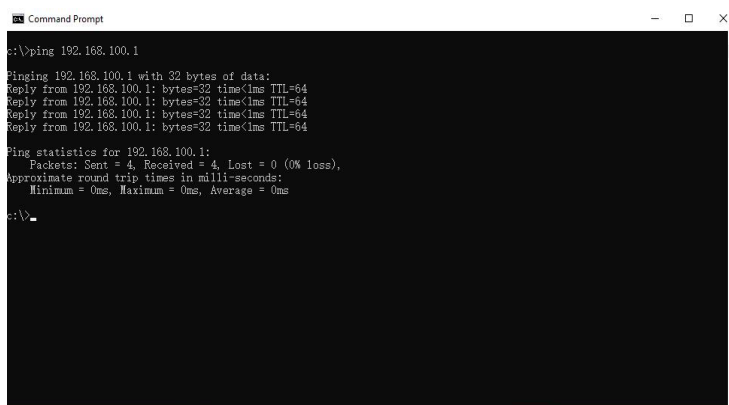 Command Prompt
c:\>ping 192.168.100.1
Pinging 192.168.100.1 with 32 bytes of data:
Reply from 192.168.100.1: bytes=32 time<1ms TTL=64
Reply from 192.168.100.1: bytes=32 time<1ms TTL=64
Reply from 192.168.100.1: bytes=32 time<1ms TTL=64
Reply from 192.168.100.1: bytes=32 time<1ms TTL=64
Ping statistics for 192.168.100.1:
    Packets: Sent = 4, Received = 4, Lost = 0 (0% loss),
Approximate round trip times in milli-seconds:
    Minimum = 0ms, Maximum = 0ms, Average = 0ms
c:\>